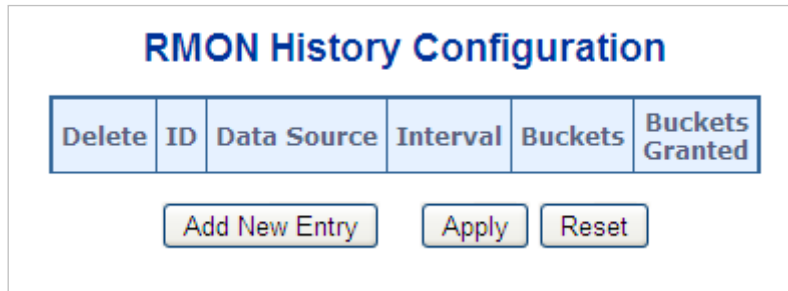 RMON History Configuration
Delete ID Data Source Interval Buckets Buckets Granted
Add New Entry Apply Reset